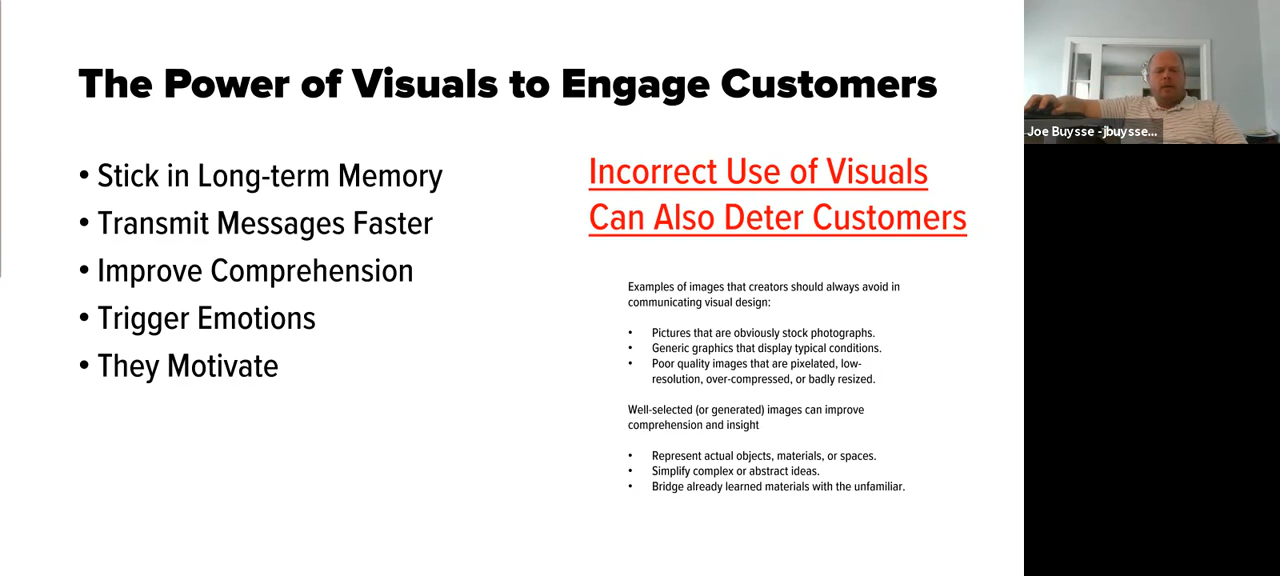 The Power of Visuals to Engage Customers
• Stick in Long-term Memory
• Transmit Messages Faster
• Improve Comprehension
• Trigger Emotions
• They Motivate
Incorrect Use of Visuals
Can Also Deter Customers
Examples of images that creators should always avoid in
communicating visual design:
• Pictures that are obviously stock photographs.
• Generic graphics that display typical conditions.
• Poor quality images that are pixelated, low-
resolution, over-compressed, or badly resized.
Well-selected (or generated) images can improve
comprehension and insight
• Represent actual objects, materials, or spaces.
• Simplify complex or abstract ideas.
• Bridge already learned materials with the unfamiliar.
Joe Buysse -jbuysse...